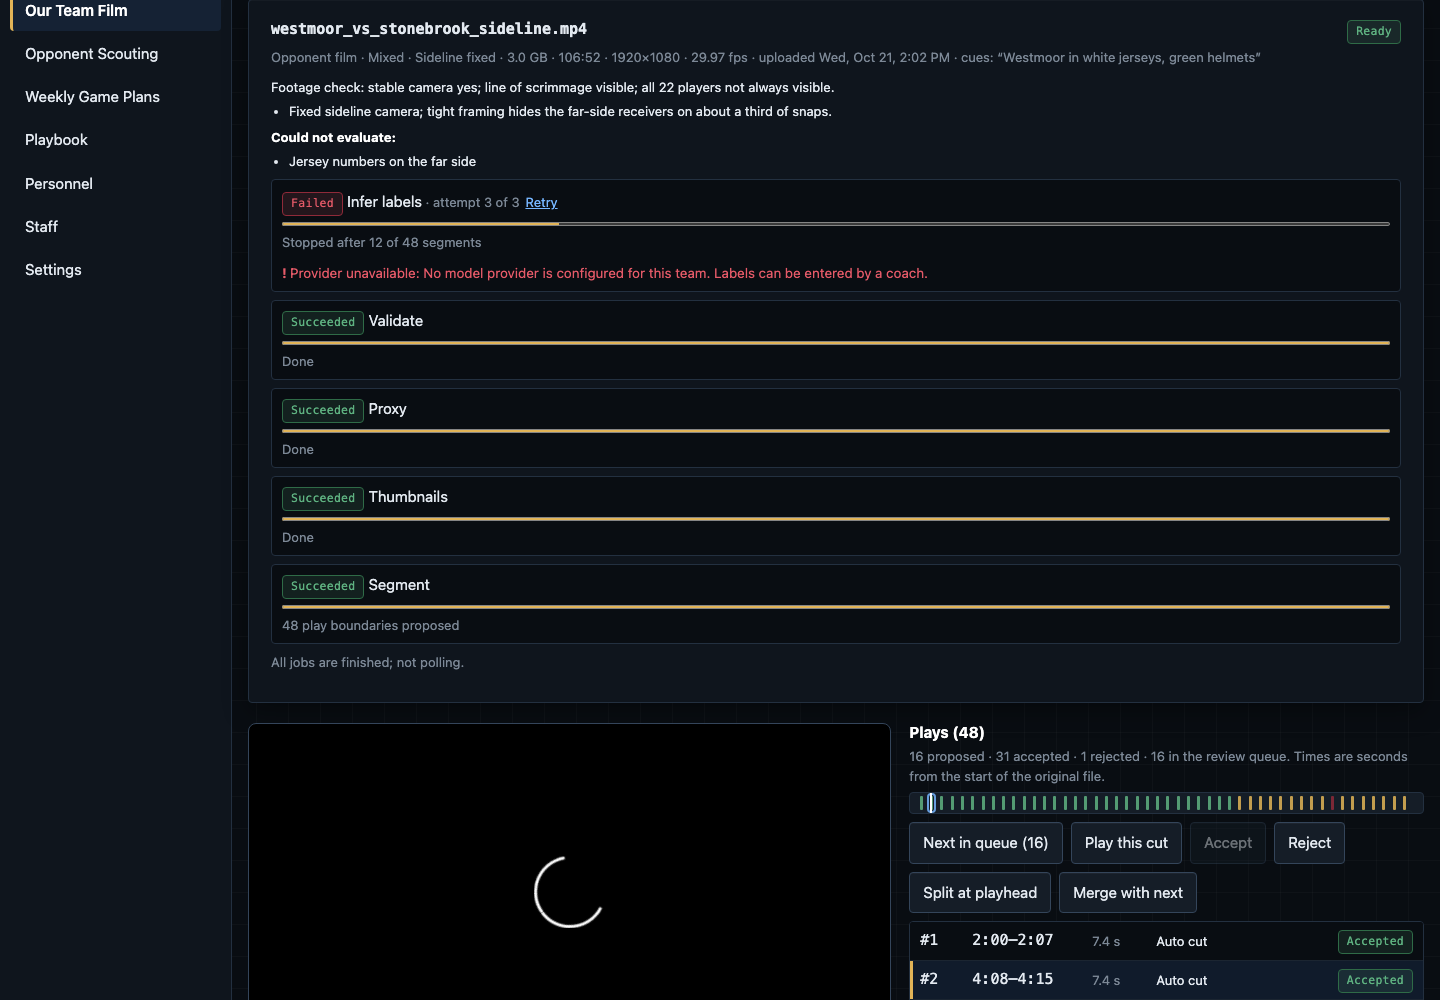 Our Team Film
Opponent Scouting
Weekly Game Plans
Playbook
Personnel
Staff
Settings
westmoor_vs_stonebrook_sideline.mp4
Ready
Opponent film · Mixed · Sideline fixed · 3.0 GB · 106:52 · 1920×1080 · 29.97 fps · uploaded Wed, Oct 21, 2:02 PM · cues: “Westmoor in white jerseys, green helmets”
Footage check: stable camera yes; line of scrimmage visible; all 22 players not always visible.
• Fixed sideline camera; tight framing hides the far-side receivers on about a third of snaps.
Could not evaluate:
• Jersey numbers on the far side
Failed Infer labels · attempt 3 of 3 Retry
Stopped after 12 of 48 segments
! Provider unavailable: No model provider is configured for this team. Labels can be entered by a coach.
Succeeded Validate
Done
Succeeded Proxy
Done
Succeeded Thumbnails
Done
Succeeded Segment
48 play boundaries proposed
All jobs are finished; not polling.
Plays (48)
16 proposed · 31 accepted · 1 rejected · 16 in the review queue. Times are seconds
from the start of the original file.
Next in queue (16) Play this cut Accept Reject
Split at playhead Merge with next
#1 2:00–2:07 7.4 s Auto cut Accepted
#2 4:08–4:15 7.4 s Auto cut Accepted